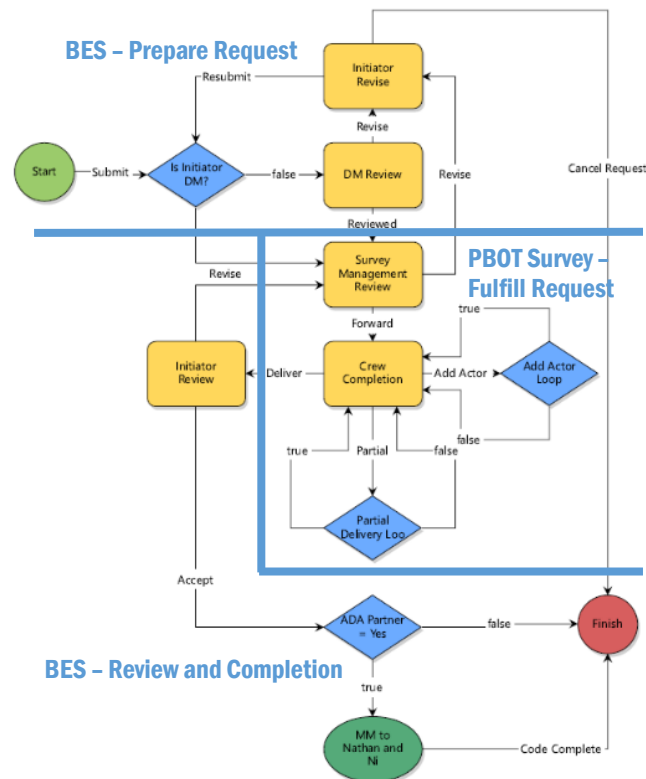 BES – Prepare Request
Initiator
Revise
Resubmit
Revise
Cancel Request
Start
Submit
Is Initiator
DM?
false
DM Review
Revise
Reviewed
Revise
Survey
Management
Review
PBOT Survey –
Fulfill Request
Forward
true
Initiator
Review
Deliver
Crew
Completion
Add Actor
Add Actor
Loop
true
Partial
false
false
Partial
Delivery Loo
Accept
ADA Partner
= Yes
false
Finish
BES – Review and Completion
true
MM to
Nathan and
Ni
Code Complete